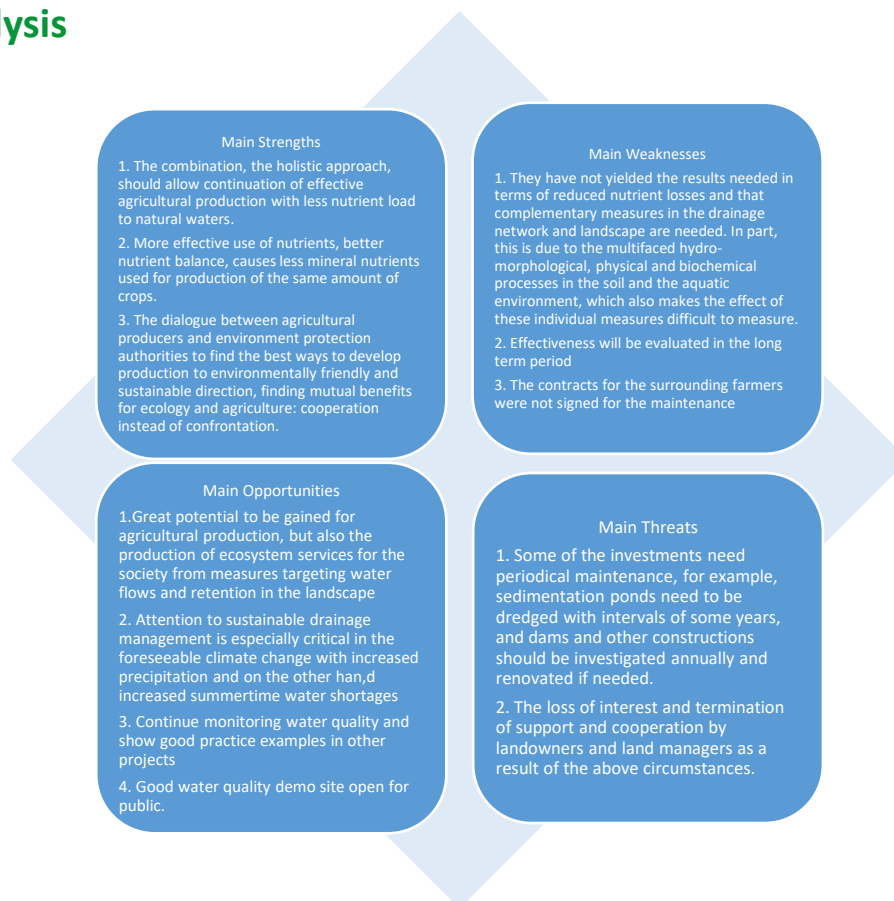 lysis
Main Strengths
1. The combination, the holistic approach,
should allow continuation of effective
agricultural production with less nutrient load
to natural waters.
2. More effective use of nutrients, better
nutrient balance, causes less mineral nutrients
used for production of the same amount of
crops.
3. The dialogue between agricultural
producers and environment protection
authorities to find the best ways to develop
production to environmentally friendly and
sustainable direction, finding mutual benefits
for ecology and agriculture: cooperation
instead of confrontation.
Main Weaknesses
1. They have not yielded the results needed in
terms of reduced nutrient losses and that
complementary measures in the drainage
network and landscape are needed. In part,
this is due to the multifaced hydro-
morphological, physical and biochemical
processes in the soil and the aquatic
environment, which also makes the effect of
these individual measures difficult to measure.
2. Effectiveness will be evaluated in the long
term period
3. The contracts for the surrounding farmers
were not signed for the maintenance
Main Opportunities
1.Great potential to be gained for
agricultural production, but also the
production of ecosystem services for the
society from measures targeting water
flows and retention in the landscape
2. Attention to sustainable drainage
management is especially critical in the
foreseeable climate change with increased
precipitation and on the other han,d
increased summertime water shortages
3. Continue monitoring water quality and
show good practice examples in other
projects
4. Good water quality demo site open for
public.
Main Threats
1. Some of the investments need
periodical maintenance, for example,
sedimentation ponds need to be
dredged with intervals of some years,
and dams and other constructions
should be investigated annually and
renovated if needed.
2. The loss of interest and termination
of support and cooperation by
landowners and land managers as a
result of the above circumstances.